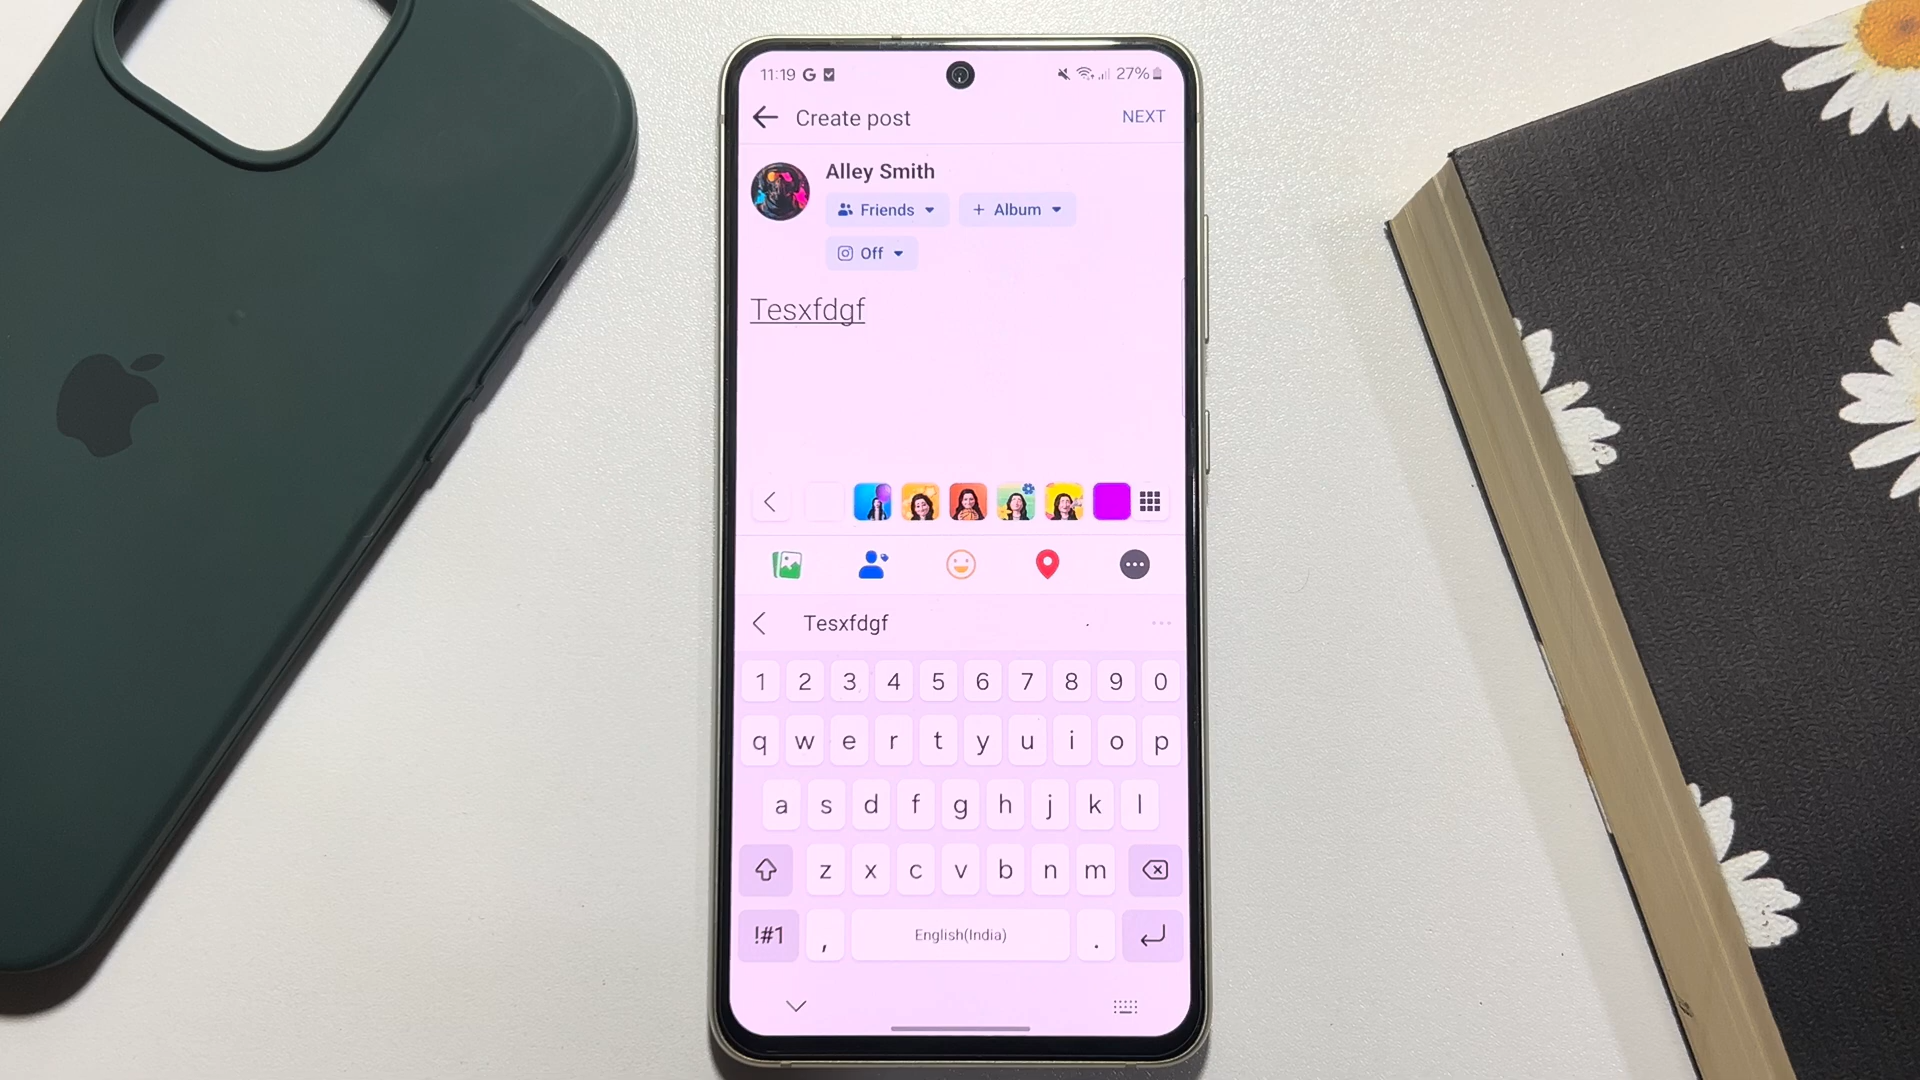 11:19 G 27%
Create post NEXT
Alley Smith
Friends + Album
Off
Tesxfdgf
Tesxfdgf . ...
1 2 3 4 5 6 7 8 9 0
q w e r t y u i o p
a s d f g h j k l
z x c v b n m
!#1 , English(India) .